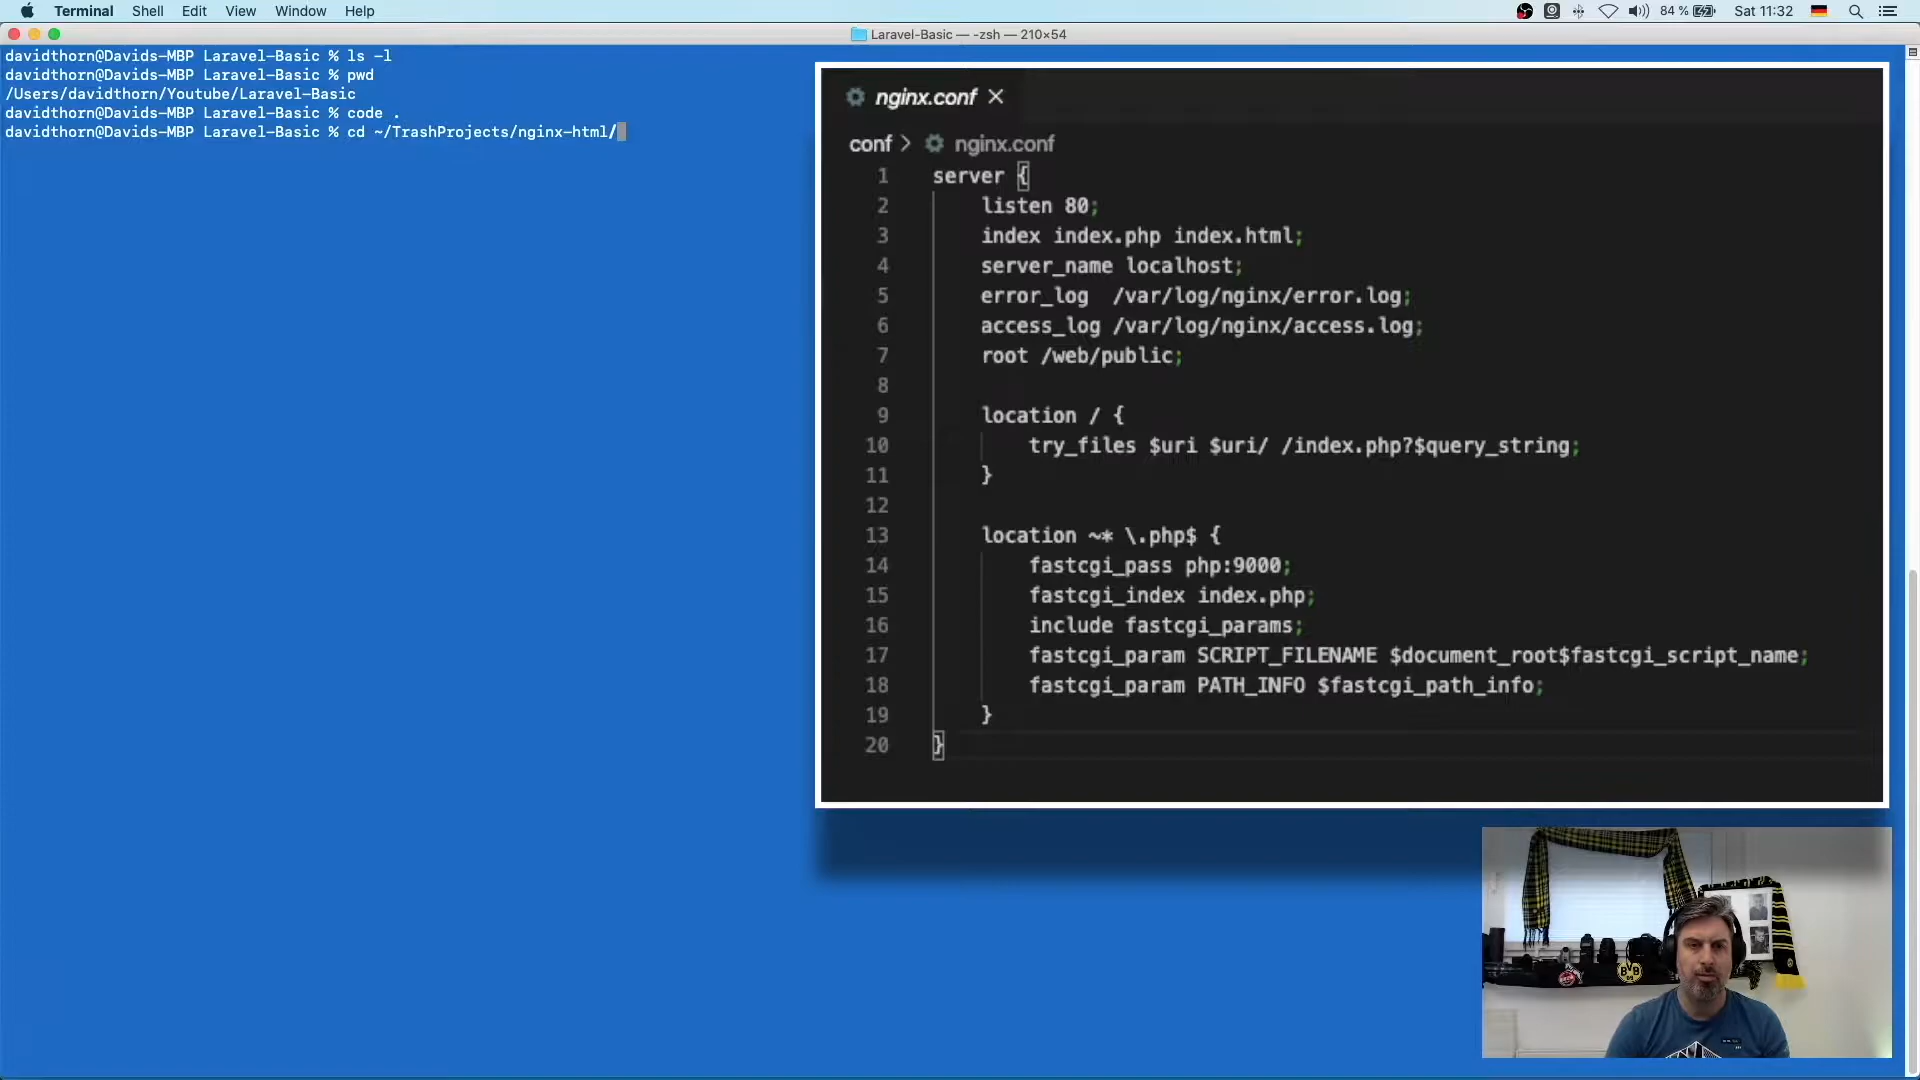 Terminal Shell Edit View Window Help 84 % Sat 11:32
Laravel-Basic — -zsh — 210×54
davidthorn@Davids-MBP Laravel-Basic % ls -l
davidthorn@Davids-MBP Laravel-Basic % pwd
/Users/davidthorn/Youtube/Laravel-Basic
davidthorn@Davids-MBP Laravel-Basic % code .
davidthorn@Davids-MBP Laravel-Basic % cd ~/TrashProjects/nginx-html/
nginx.conf
conf > nginx.conf
1 server {
2 listen 80;
3 index index.php index.html;
4 server_name localhost;
5 error_log /var/log/nginx/error.log;
6 access_log /var/log/nginx/access.log;
7 root /web/public;
8
9 location / {
10 try_files $uri $uri/ /index.php?$query_string;
11 }
12
13 location ~* \.php$ {
14 fastcgi_pass php:9000;
15 fastcgi_index index.php;
16 include fastcgi_params;
17 fastcgi_param SCRIPT_FILENAME $document_root$fastcgi_script_name;
18 fastcgi_param PATH_INFO $fastcgi_path_info;
19 }
20 }
BVB